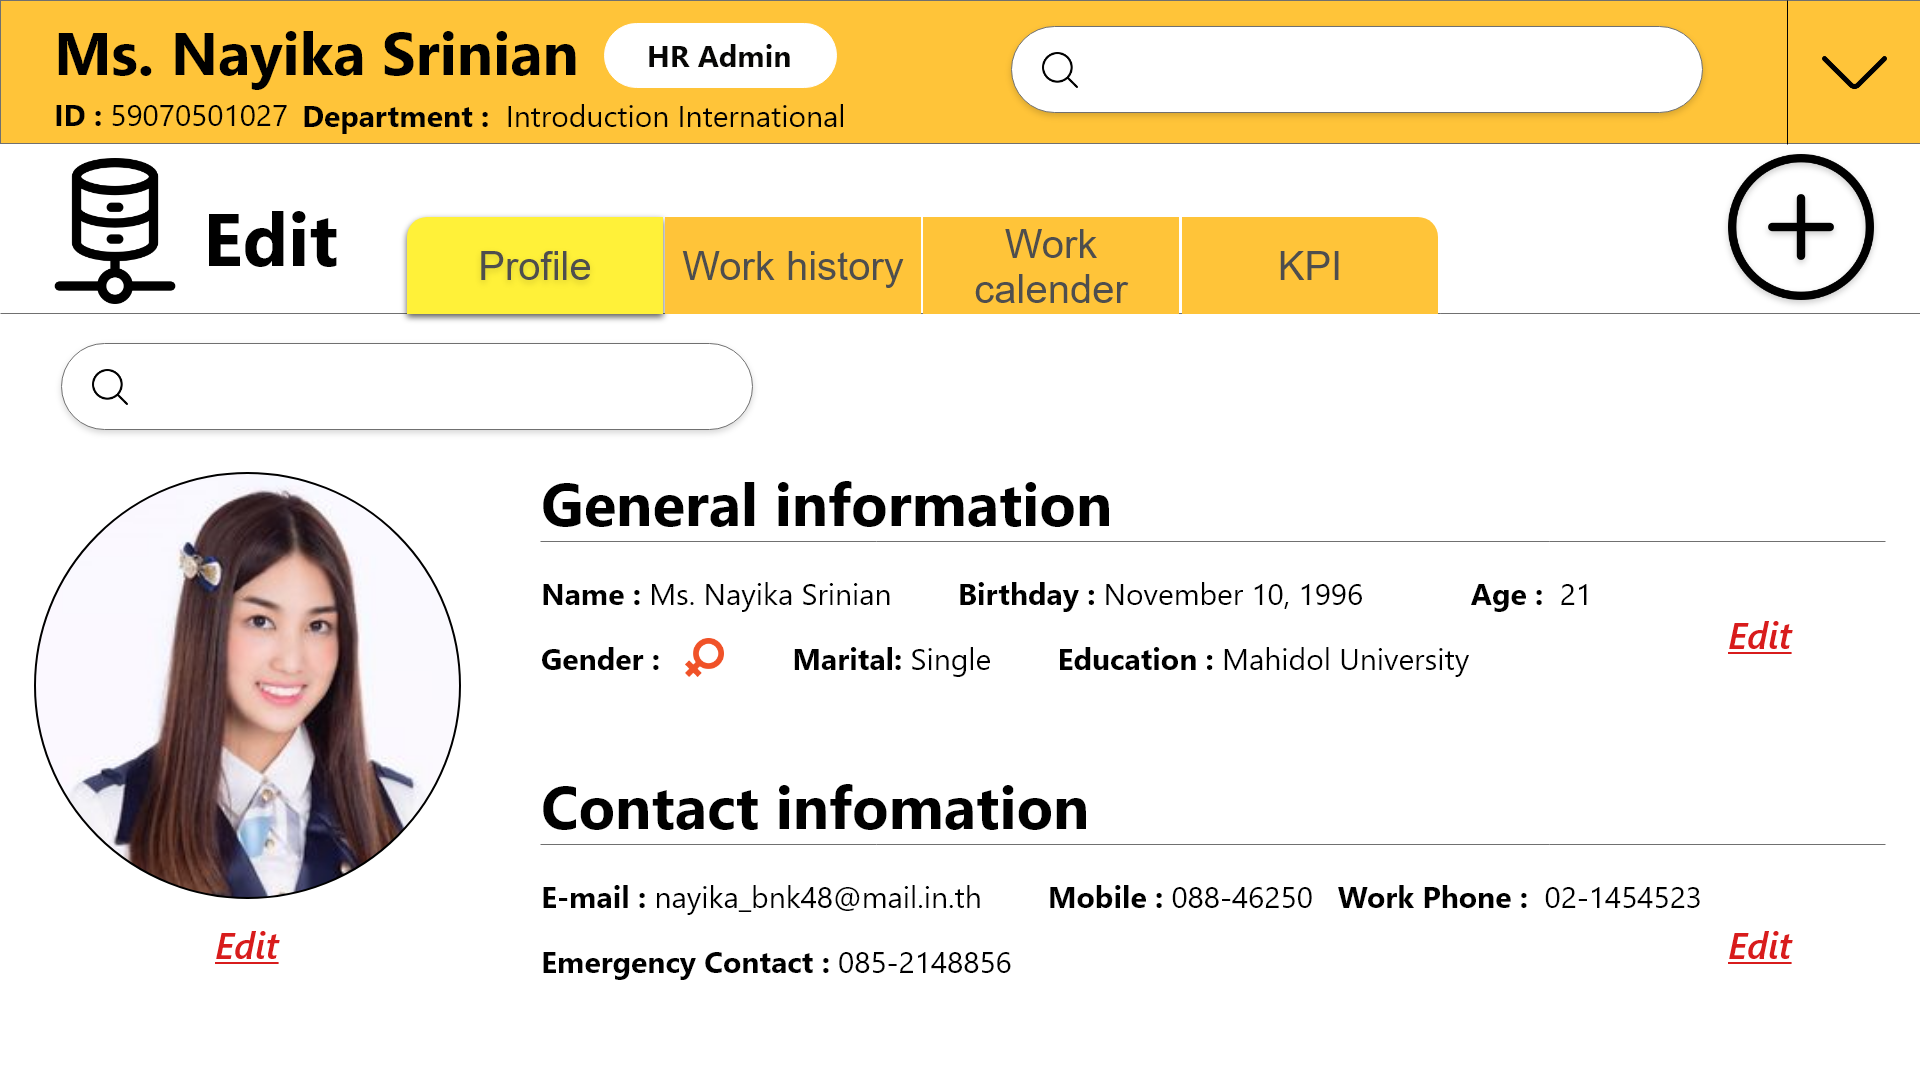 Ms. Nayika Srinian HR Admin
ID : 59070501027 Department : Introduction International
Edit
Profile
Work history
Work
calender
KPI
General information
Name : Ms. Nayika Srinian Birthday : November 10, 1996 Age : 21
Edit
Gender : Marital: Single Education : Mahidol University
Contact infomation
E-mail : nayika_bnk48@mail.in.th Mobile : 088-46250 Work Phone : 02-1454523
Edit
Edit
Emergency Contact : 085-2148856